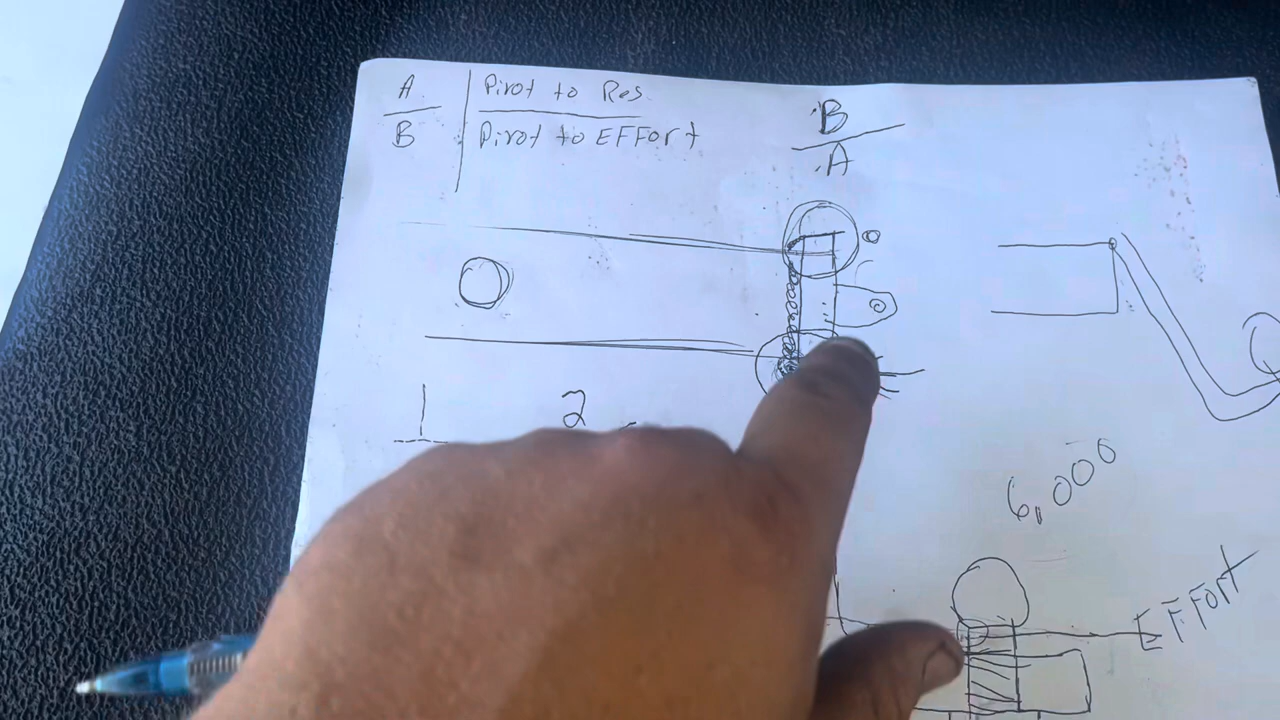 A | Pivot to Res.
B | Pivot to EFFort
B
A
1 2
6,000
EFFort